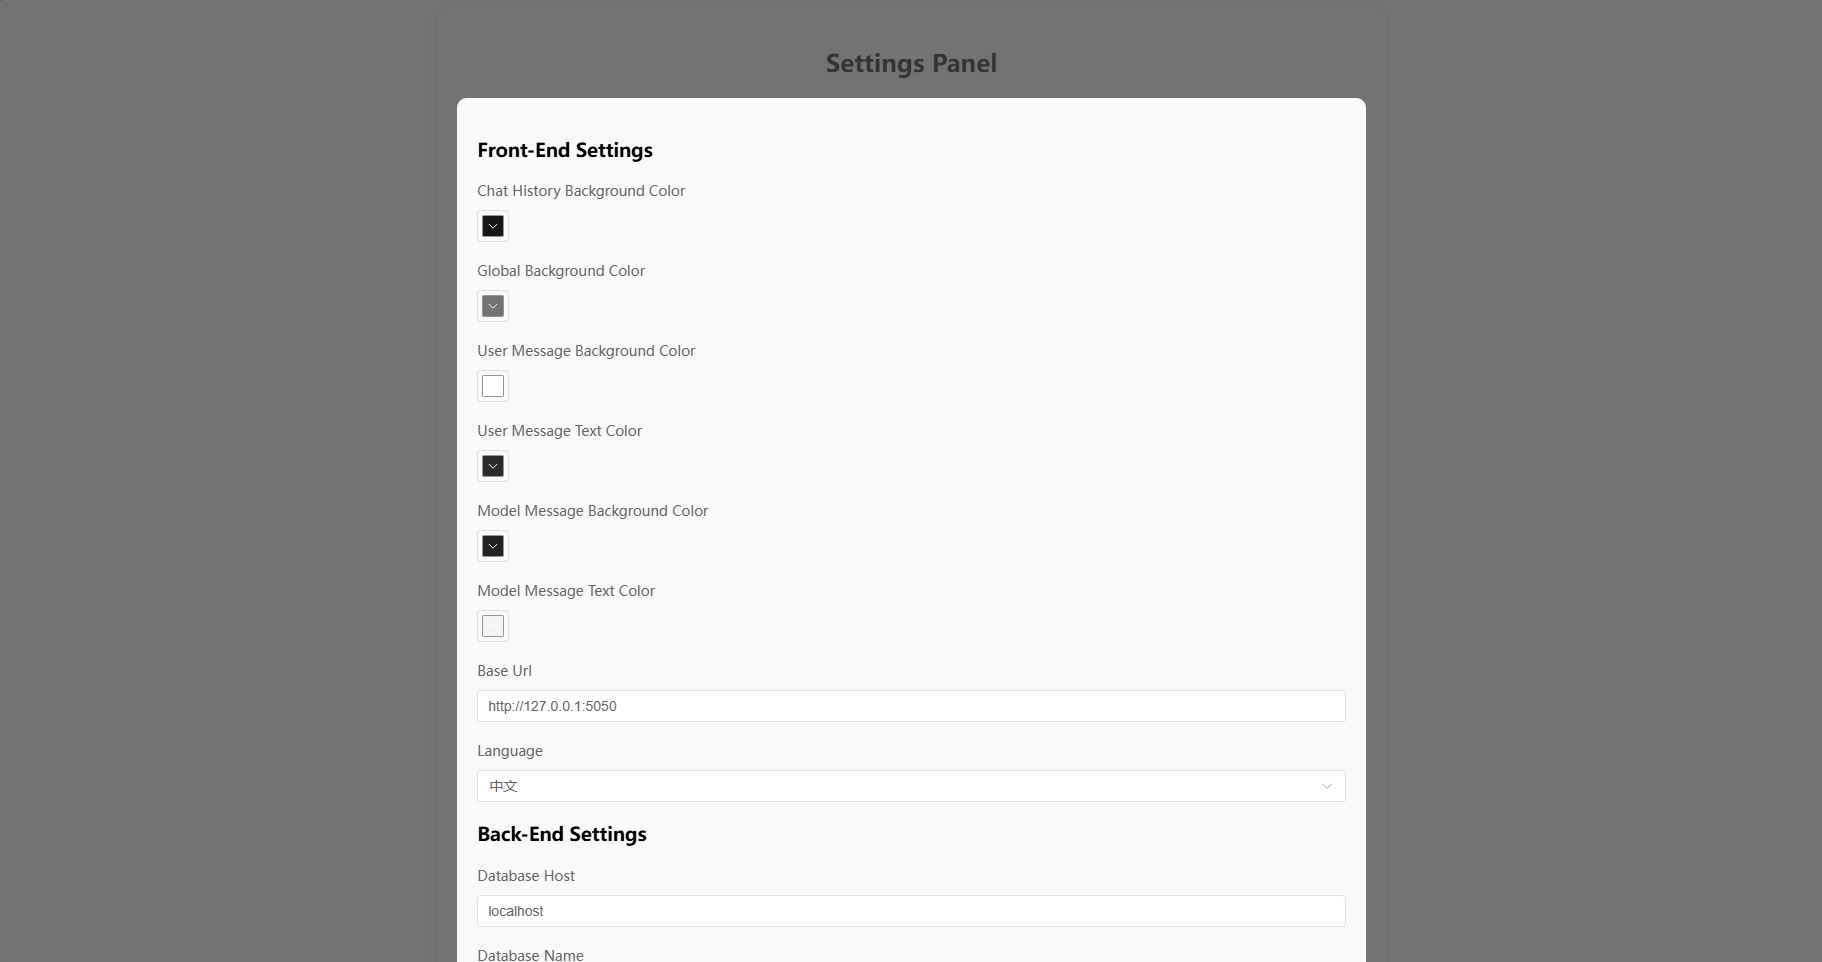 Settings Panel
Front-End Settings
Chat History Background Color
Global Background Color
User Message Background Color
User Message Text Color
Model Message Background Color
Model Message Text Color
Base Url
http://127.0.0.1:5050
Language
中文
Back-End Settings
Database Host
localhost
Database Name